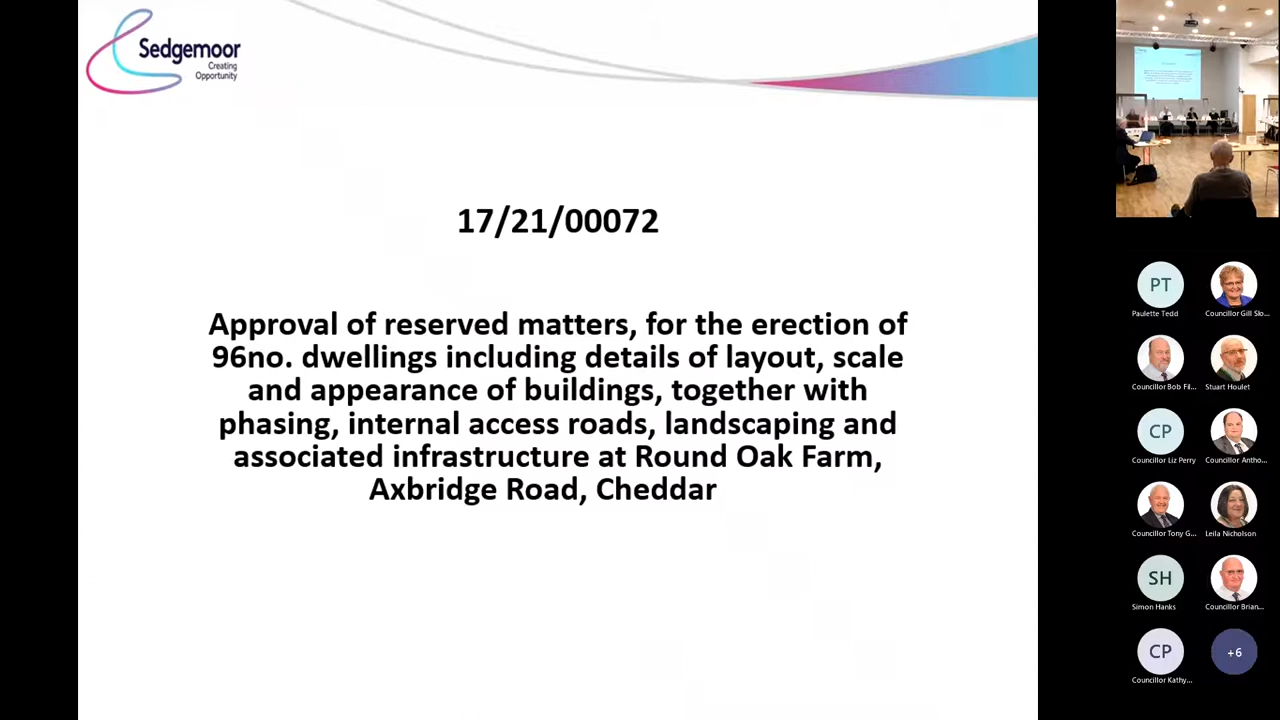 Sedgemoor
Creating
Opportunity
17/21/00072
Approval of reserved matters, for the erection of
96no. dwellings including details of layout, scale
and appearance of buildings, together with
phasing, internal access roads, landscaping and
associated infrastructure at Round Oak Farm,
Axbridge Road, Cheddar
PT
Paulette Tedd
Councillor Gill Slo...
Councillor Bob Fil...
Stuart Houlet
CP
Councillor Liz Perry
Councillor Antho...
Councillor Tony G...
Leila Nicholson
SH
Simon Hanks
Councillor Brian...
CP
Councillor Kathy...
+6